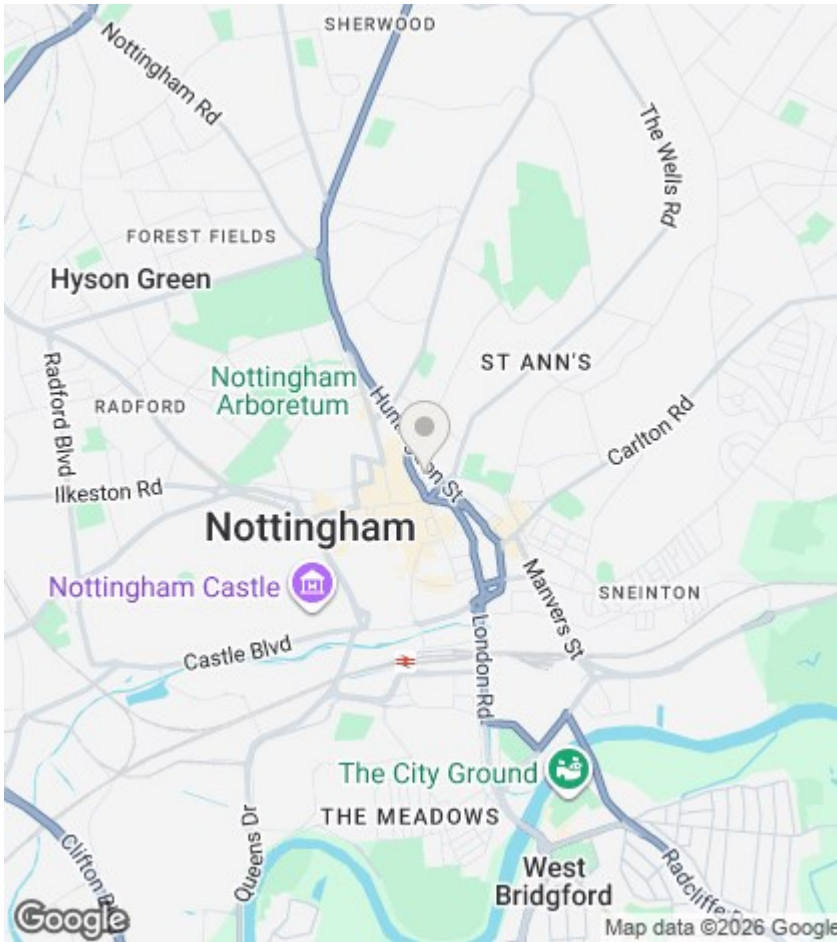 SHERWOOD
Nottingham Rd
The Wells Rd
FOREST FIELDS
Hyson Green
ST ANN'S
Nottingham
Arboretum
Radford Blvd
RADFORD
Carlton Rd
Ilkeston Rd
Nottingham
Nottingham Castle
Manvers St
SNEINTON
Castle Blvd
London Rd
The City Ground
THE MEADOWS
Queens Dr
West
Bridgford
Google
Map data ©2026 Google